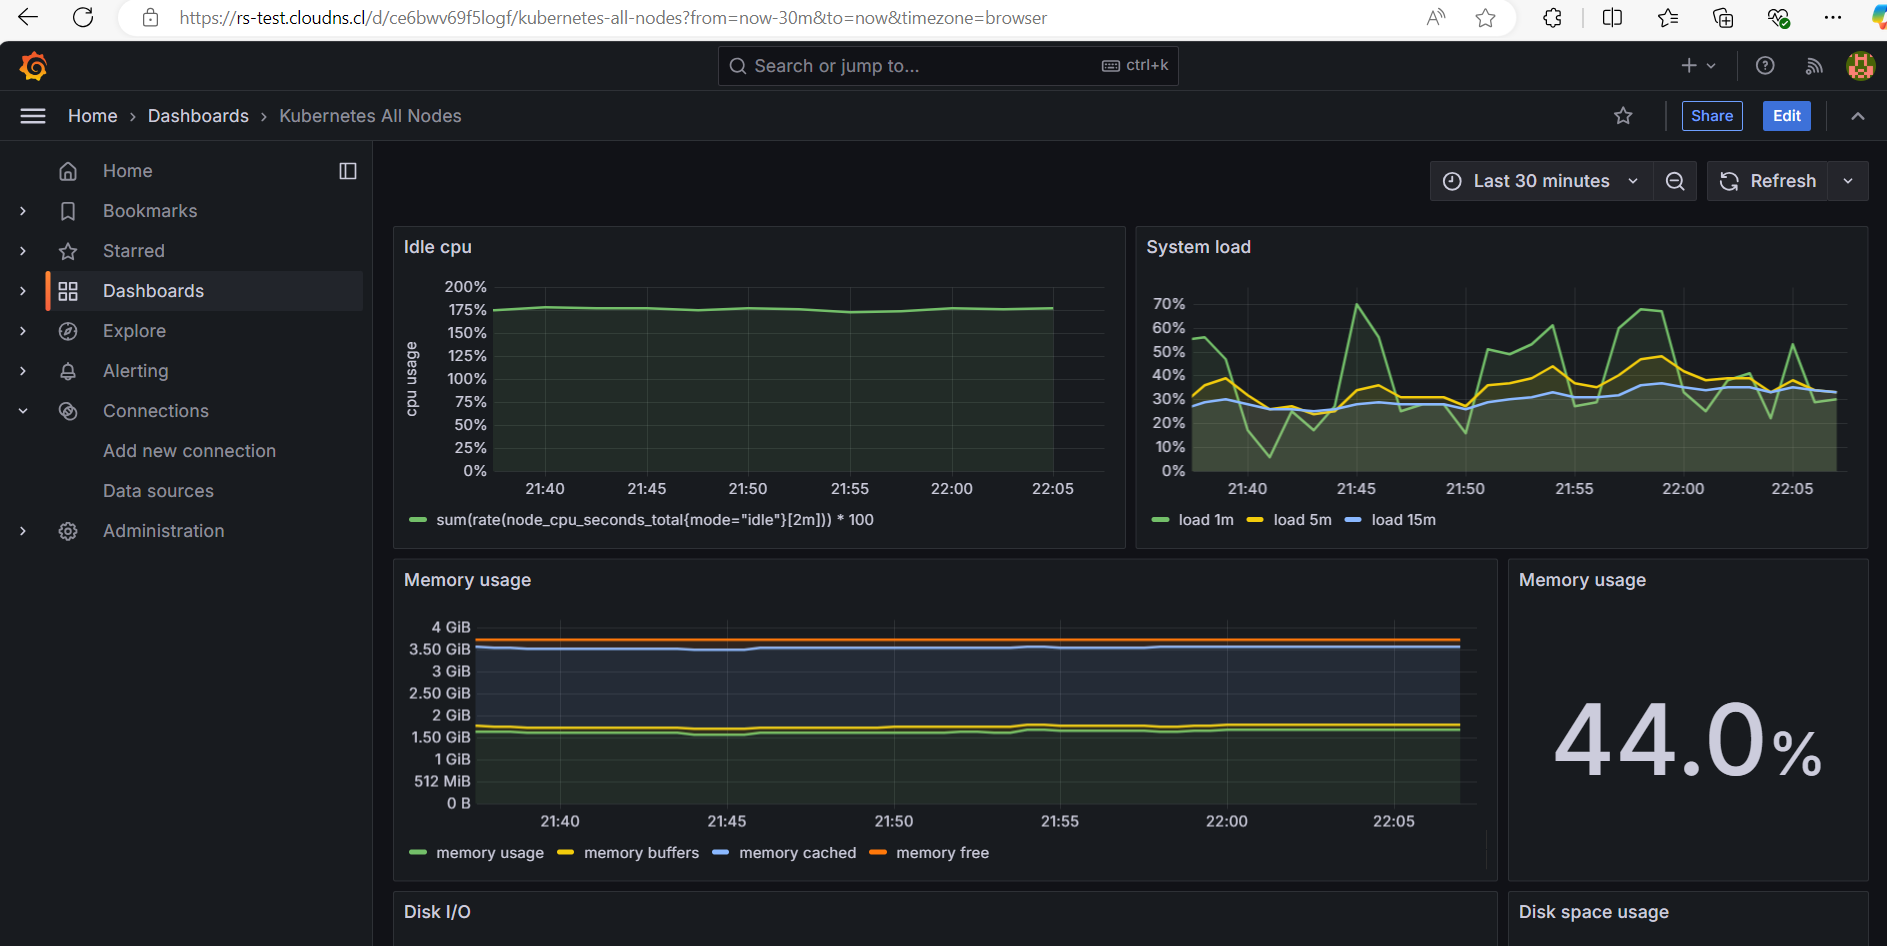 https://rs-test.cloudns.cl/d/ce6bwv69f5logf/kubernetes-all-nodes?from=now-30m&to=now&timezone=browser
Search or jump to... ctrl+k
Home › Dashboards › Kubernetes All Nodes
Share
Edit
Home
Bookmarks
Starred
Dashboards
Explore
Alerting
Connections
Add new connection
Data sources
Administration
Last 30 minutes
Refresh
Idle cpu
cpu usage
200%
175%
150%
125%
100%
75%
50%
25%
0%
21:40 21:45 21:50 21:55 22:00 22:05
sum(rate(node_cpu_seconds_total{mode="idle"}[2m])) * 100
System load
70%
60%
50%
40%
30%
20%
10%
0%
21:40 21:45 21:50 21:55 22:00 22:05
load 1m load 5m load 15m
Memory usage
4 GiB
3.50 GiB
3 GiB
2.50 GiB
2 GiB
1.50 GiB
1 GiB
512 MiB
0 B
21:40 21:45 21:50 21:55 22:00 22:05
memory usage memory buffers memory cached memory free
Memory usage
44.0%
Disk I/O
Disk space usage